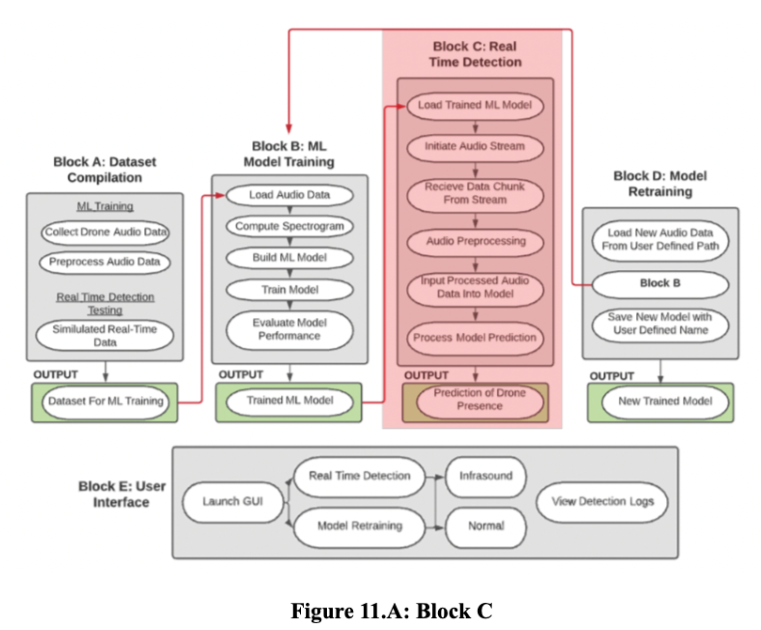 Block C: Real
Time Detection
Load Trained ML Model
Initiate Audio Stream
Recieve Data Chunk
From Stream
Audio Preprocessing
Input Processed Audio
Data Into Model
Process Model Prediction
OUTPUT
Prediction of Drone
Presence
Block A: Dataset
Compilation
ML Training
Collect Drone Audio Data
Preprocess Audio Data
Real Time Detection
Testing
Similulated Real-Time
Data
OUTPUT
Dataset For ML Training
Block B: ML
Model Training
Load Audio Data
Compute Spectrogram
Build ML Model
Train Model
Evaluate Model
Performance
OUTPUT
Trained ML Model
Block D: Model
Retraining
Load New Audio Data
From User Defined Path
Block B
Save New Model with
User Defined Name
OUTPUT
New Trained Model
Block E: User
Interface
Launch GUI
Real Time Detection
Model Retraining
Infrasound
Normal
View Detection Logs
Figure 11.A: Block C